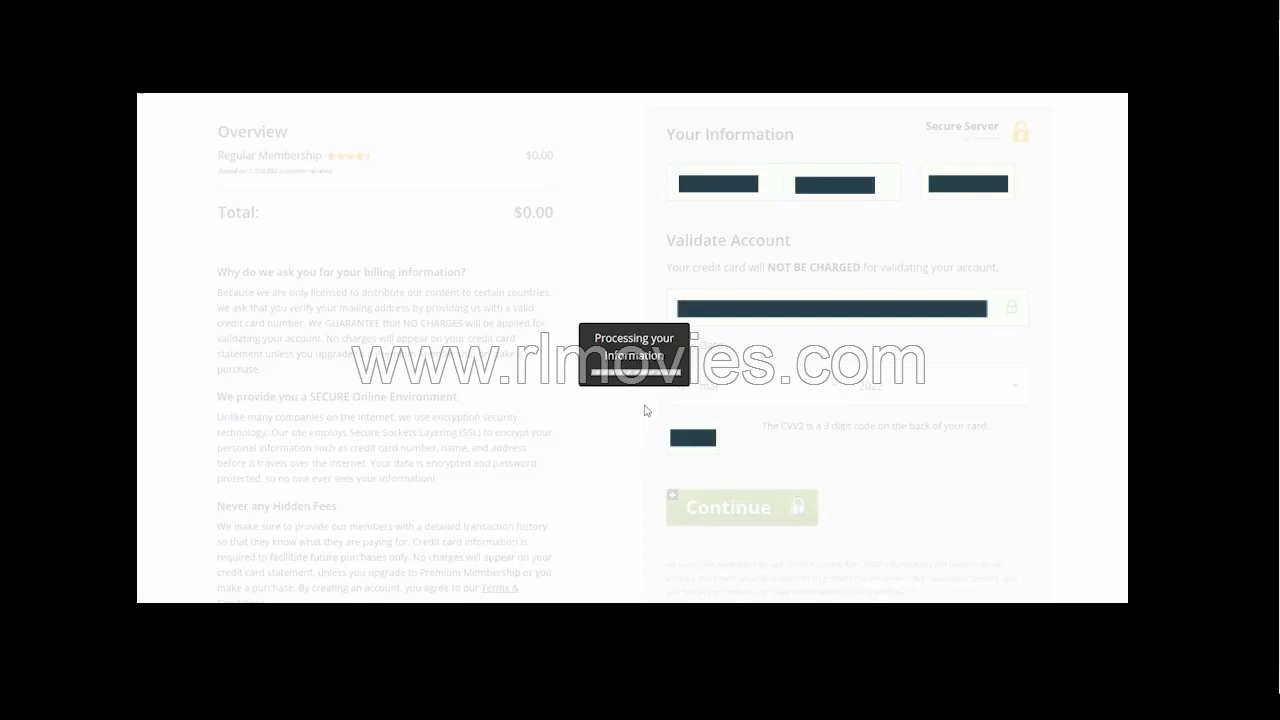 Overview
Regular Membership $0.00
Total: $0.00
Why do we ask you for your billing information?
Because we are only licensed to distribute our content to certain countries,
we ask that you verify your mailing address by providing us with a valid
credit card number. We GUARANTEE that NO CHARGES will be applied for
validating your account. No charges will appear on your credit card
statement unless you upgrade
purchase.
We provide you a SECURE Online Environment
Unlike many companies on the Internet, we use encryption security
technology. Our site employs Secure Sockets Layering (SSL) to encrypt your
personal information such as credit card number, name, and address
before it travels over the Internet. Your data is encrypted and password-
protected, so no one ever sees your information!
Never any Hidden Fees
We make sure to provide our members with a detailed transaction history
so that they know what they are paying for. Credit card information is
required to facilitate future purchases only. No charges will appear on your
credit card statement, unless you upgrade to Premium Membership or you
make a purchase. By creating an account, you agree to our Terms &
Your Information
Secure Server
Validate Account
Your credit card will NOT BE CHARGED for validating your account.
Date
mar 2022
The CVV2 is a 3 digit code on the back of your card.
Continue
Processing your
Information
www.rlmovies.com